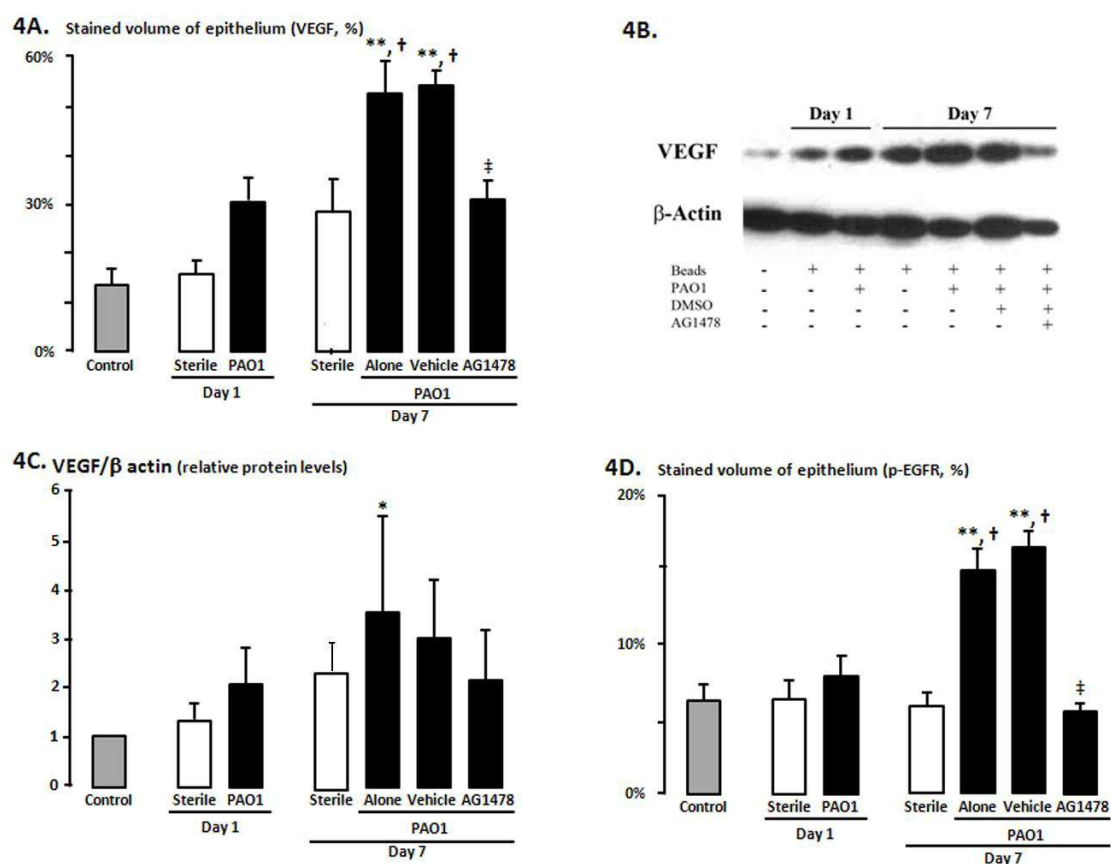 4A. Stained volume of epithelium (VEGF, %)
60%
30%
0%
**, †
**, †
‡
Control
Sterile PAO1
Sterile Alone Vehicle AG1478
Day 1
PAO1
Day 7
4B.
Day 1 Day 7
VEGF
β-Actin
Beads - + + + + + +
PAO1 - - + - + + +
DMSO - - - - - + +
AG1478 - - - - - - +
4C. VEGF/β actin (relative protein levels)
6
5
4
3
2
1
0
*
Control
Sterile PAO1
Sterile Alone Vehicle AG1478
Day 1
PAO1
Day 7
4D. Stained volume of epithelium (p-EGFR, %)
20%
10%
0%
**, †
**, †
‡
Control
Sterile PAO1
Sterile Alone Vehicle AG1478
Day 1
PAO1
Day 7